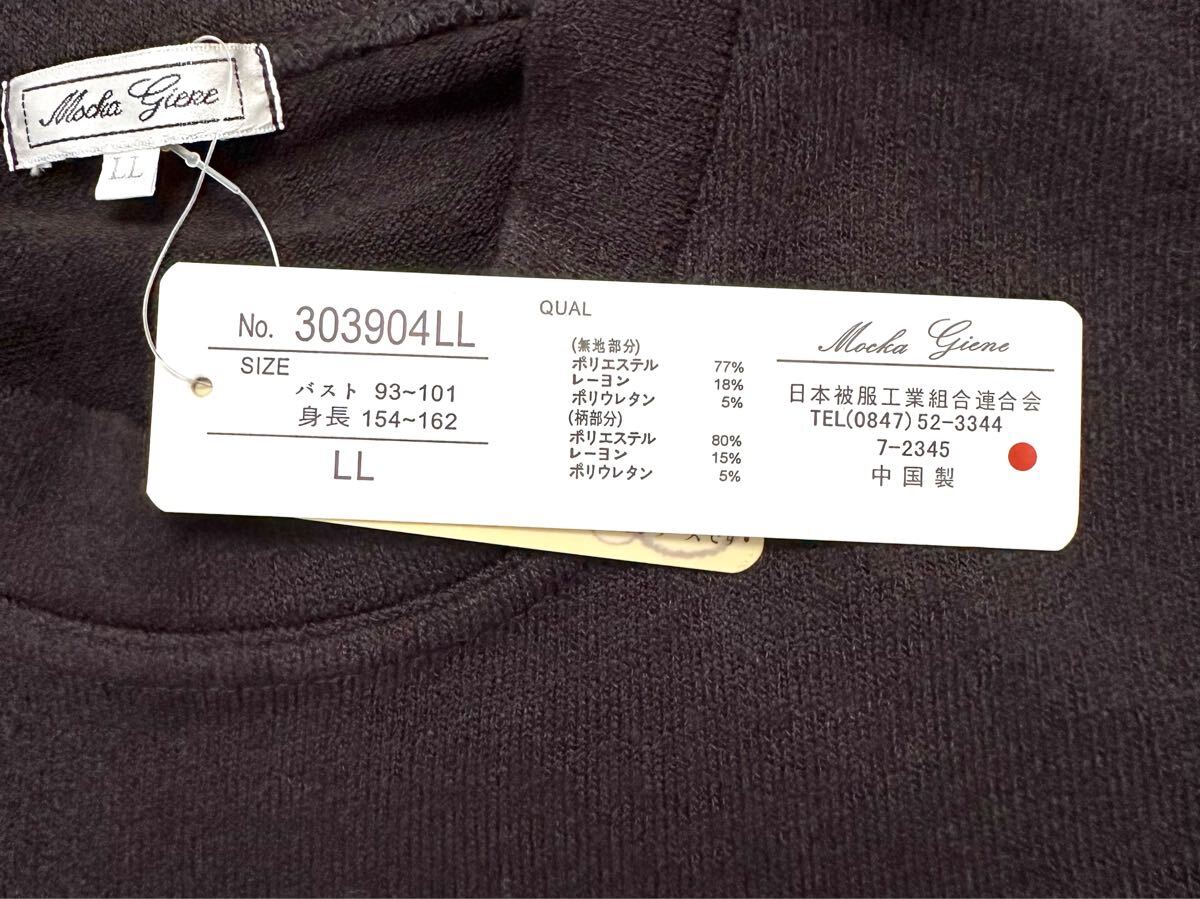 Mocka Giene
LL
No. 303904LL
SIZE
バスト 93~101
身長 154~162
LL
QUAL
(無地部分)
ポリエステル 77%
レーヨン 18%
ポリウレタン 5%
(柄部分)
ポリエステル 80%
レーヨン 15%
ポリウレタン 5%
Mocka Giene
日本被服工業組合連合会
TEL(0847)52-3344
7-2345
中国製
ズです